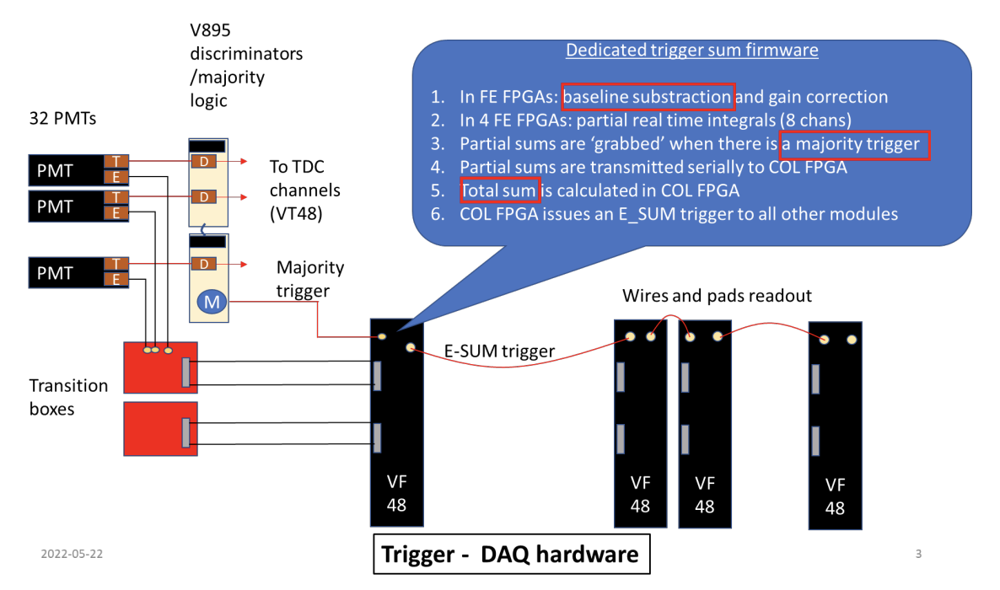 V895
discriminators
/majority
logic
32 PMTs
PMT
T
E
PMT
T
E
PMT
T
E
D
D
D
M
To TDC
channels
(VT48)
Majority
trigger
Transition
boxes
Dedicated trigger sum firmware
1. In FE FPGAs: baseline substraction and gain correction
2. In 4 FE FPGAs: partial real time integrals (8 chans)
3. Partial sums are ‘grabbed’ when there is a majority trigger
4. Partial sums are transmitted serially to COL FPGA
5. Total sum is calculated in COL FPGA
6. COL FPGA issues an E_SUM trigger to all other modules
Wires and pads readout
E-SUM trigger
VF
48
VF
48
VF
48
VF
48
Trigger - DAQ hardware
2022-05-22
3